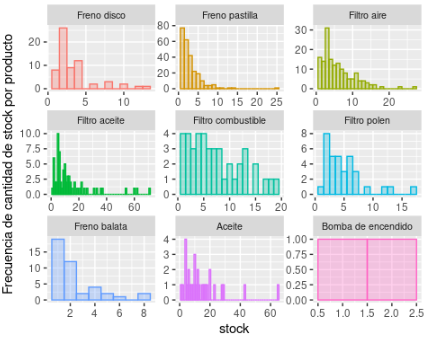 Frecuencia de cantidad de stock por producto
Freno disco
Freno pastilla
Filtro aire
20
10
0
0 5 10
80
60
40
20
0
0 5 10 15 20 25
30
20
10
0
0 10 20
Filtro aceite
Filtro combustible
Filtro polen
10.0
7.5
5.0
2.5
0.0
0 20 40 60
4
3
2
1
0
0 5 10 15 20
8
6
4
2
0
0 5 10 15
Freno balata
Aceite
Bomba de encendido
15
10
5
0
2 4 6 8
4
3
2
1
0
0 20 40 60
1.00
0.75
0.50
0.25
0.00
0.5 1.0 1.5 2.0 2.5
stock